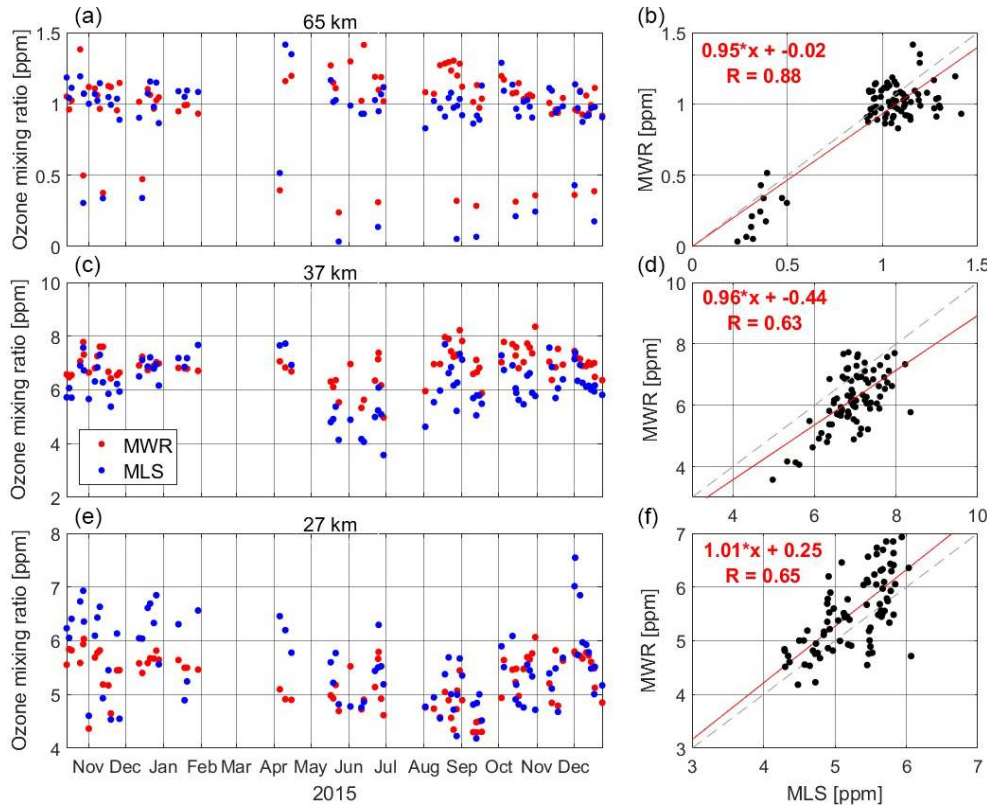 (a) 65 km (b)
Ozone mixing ratio [ppm]
1.5
1
0.5
0
MWR [ppm]
1.5
1
0.5
0
0.95*x + -0.02
R = 0.88
0 0.5 1 1.5
(c) 37 km (d)
Ozone mixing ratio [ppm]
10
8
6
4
2
MWR
MLS
MWR [ppm]
10
8
6
4
0.96*x + -0.44
R = 0.63
4 6 8 10
(e) 27 km (f)
Ozone mixing ratio [ppm]
8
7
6
5
4
Nov Dec Jan Feb Mar Apr May Jun Jul Aug Sep Oct Nov Dec
2015
MWR [ppm]
7
6
5
4
3
1.01*x + 0.25
R = 0.65
3 4 5 6 7
MLS [ppm]